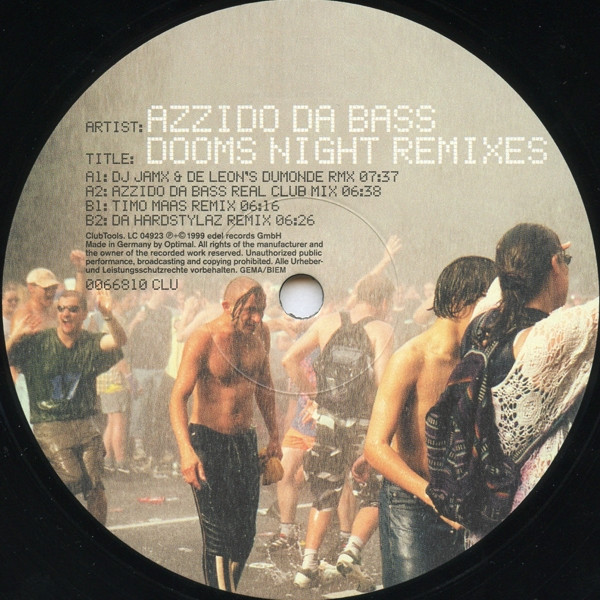 ARTIST: AZZIDO DA BASS
TITLE: DOOMS NIGHT REMIXES
A1: DJ JAMX & DE LEON'S DUMONDE RMX 07:37
A2: AZZIDO DA BASS REAL CLUB MIX 06:38
B1: TIMO MAAS REMIX 06:16
B2: DA HARDSTYLAZ REMIX 06:26
ClubTools. LC 04923 ℗+© 1999 edel records GmbH
Made in Germany by Optimal. All rights of the manufacturer and
the owner of the recorded work reserved. Unauthorized public
performance, broadcasting and copying prohibited. Alle Urheber-
und Leistungsschutzrechte vorbehalten. GEMA/BIEM
0066810 CLU